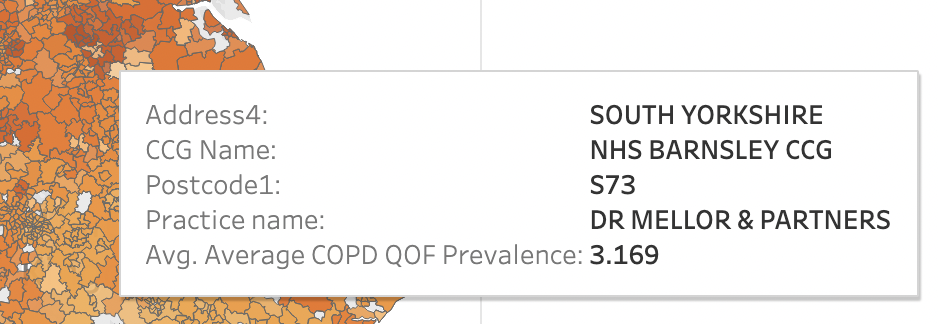 Address4: SOUTH YORKSHIRE
CCG Name: NHS BARNSLEY CCG
Postcode1: S73
Practice name: DR MELLOR & PARTNERS
Avg. Average COPD QOF Prevalence: 3.169